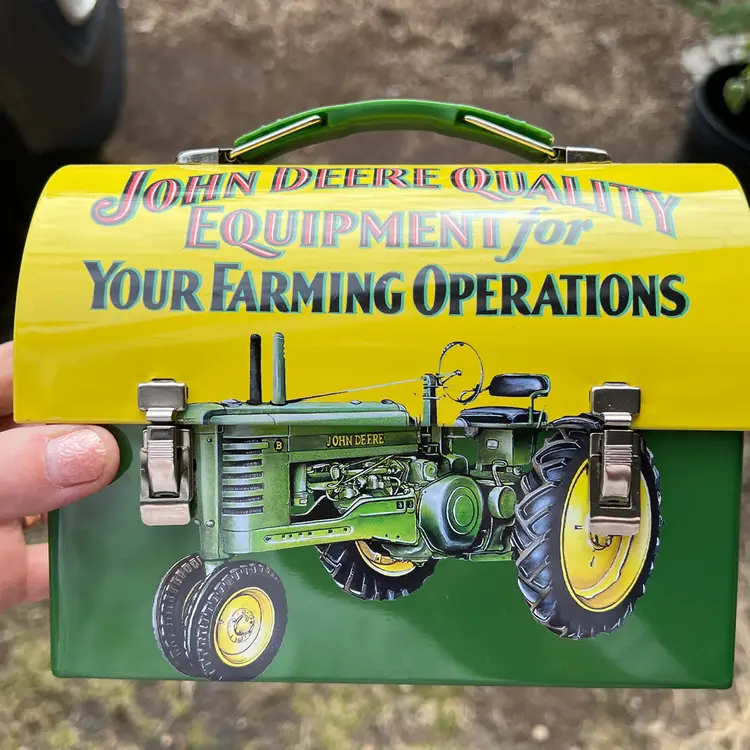 JOHN DEERE QUALITY
EQUIPMENT for
YOUR FARMING OPERATIONS
JOHN DEERE
B